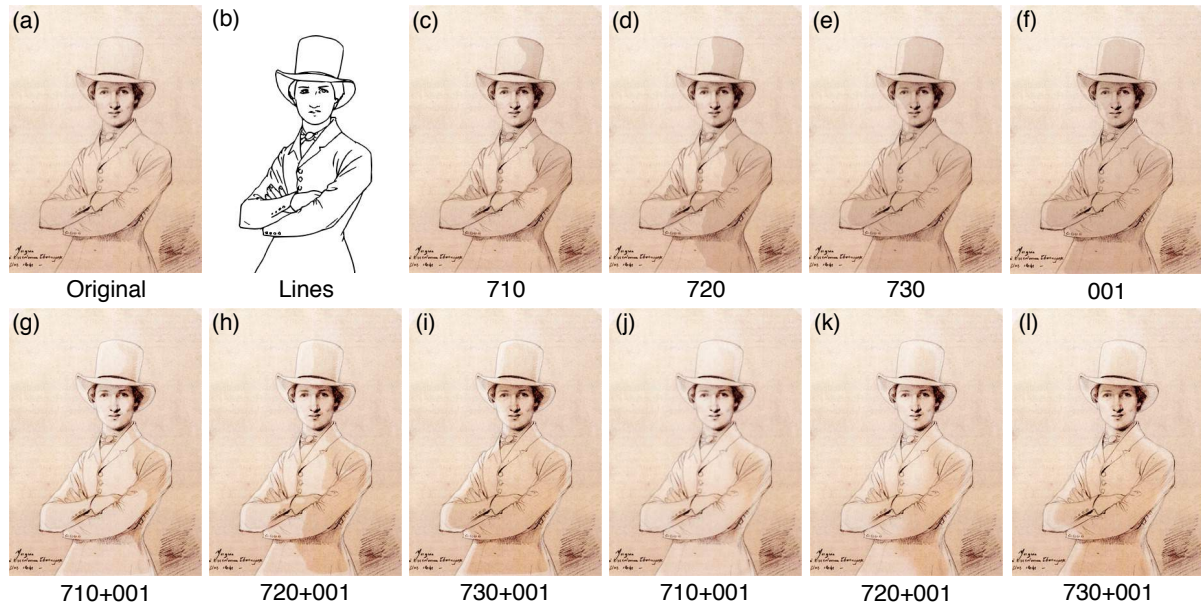 (a) (b) (c) (d) (e) (f)
Original Lines 710 720 730 001
(g) (h) (i) (j) (k) (l)
710+001 720+001 730+001 710+001 720+001 730+001